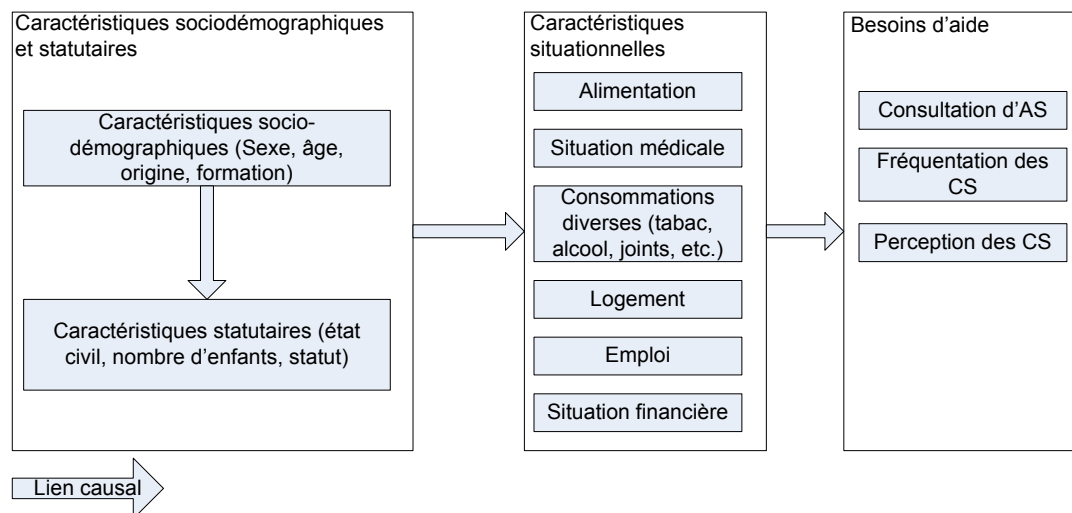 Caractéristiques sociodémographiques
et statutaires
Caractéristiques socio-
démographiques (Sexe, âge,
origine, formation)
Caractéristiques statutaires (état
civil, nombre d’enfants, statut)
Caractéristiques
situationnelles
Alimentation
Situation médicale
Consommations
diverses (tabac,
alcool, joints, etc.)
Logement
Emploi
Situation financière
Besoins d’aide
Consultation d’AS
Fréquentation des
CS
Perception des CS
Lien causal